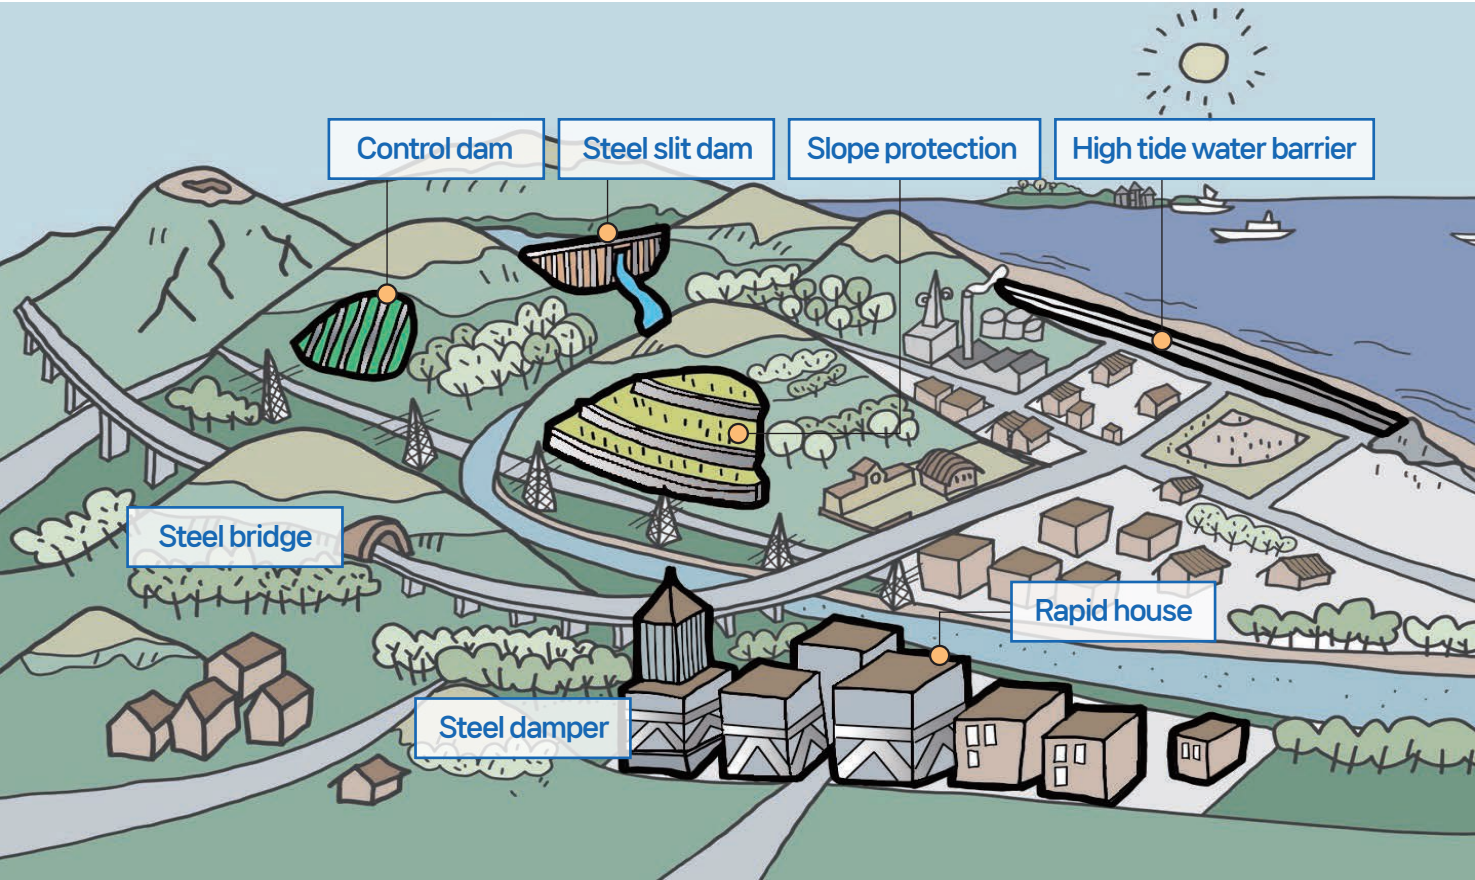 Control dam
Steel slit dam
Slope protection
High tide water barrier
Steel bridge
Rapid house
Steel damper